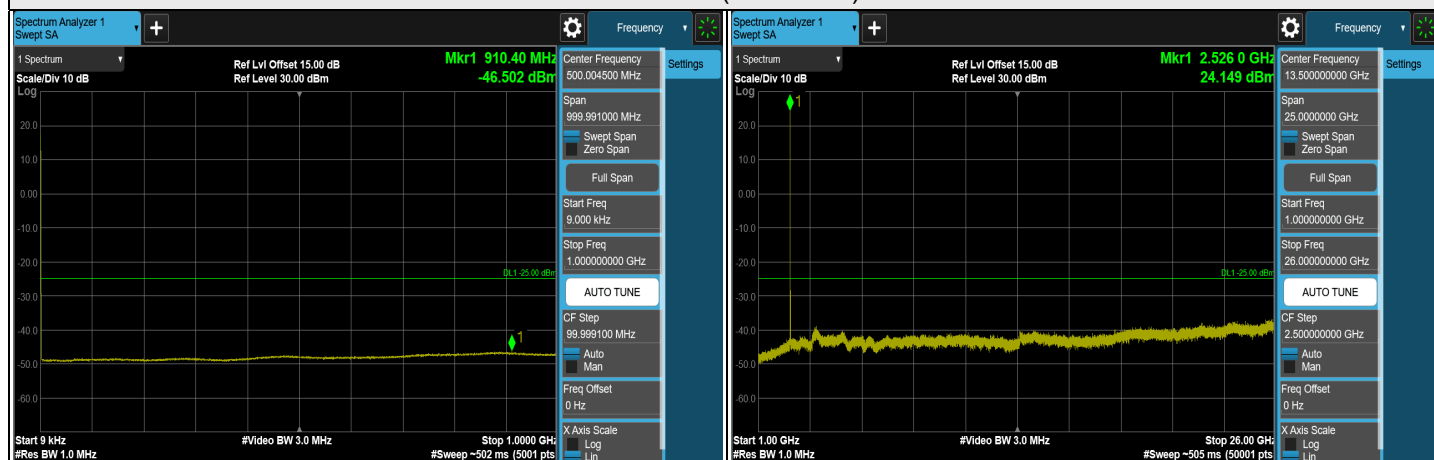 Spectrum Analyzer 1
Swept SA
+
Frequency
1 Spectrum
Scale/Div 10 dB
Ref Lvl Offset 15.00 dB
Ref Level 30.00 dBm
Mkr1 910.40 MHz
-46.502 dBm
Log
20.0
10.0
0.00
-10.0
-20.0
-30.0
-40.0
-50.0
-60.0
DL1 -25.00 dBm
1
Start 9 kHz
#Res BW 1.0 MHz
#Video BW 3.0 MHz
Stop 1.0000 GHz
#Sweep ~502 ms (5001 pts
Center Frequency
500.004500 MHz
Settings
Span
999.991000 MHz
Swept Span
Zero Span
Full Span
Start Freq
9.000 kHz
Stop Freq
1.000000000 GHz
AUTO TUNE
CF Step
99.999100 MHz
Auto
Man
Freq Offset
0 Hz
X Axis Scale
Log
Lin
Spectrum Analyzer 1
Swept SA
+
Frequency
1 Spectrum
Scale/Div 10 dB
Ref Lvl Offset 15.00 dB
Ref Level 30.00 dBm
Mkr1 2.526 0 GHz
24.149 dBm
Log
1
20.0
10.0
0.00
-10.0
-20.0
-30.0
-40.0
-50.0
-60.0
DL1 -25.00 dBm
Start 1.00 GHz
#Res BW 1.0 MHz
#Video BW 3.0 MHz
Stop 26.00 GHz
#Sweep ~505 ms (50001 pts
Center Frequency
13.50000000 GHz
Settings
Span
25.0000000 GHz
Swept Span
Zero Span
Full Span
Start Freq
1.000000000 GHz
Stop Freq
26.000000000 GHz
AUTO TUNE
CF Step
2.500000000 GHz
Auto
Man
Freq Offset
0 Hz
X Axis Scale
Log
Lin